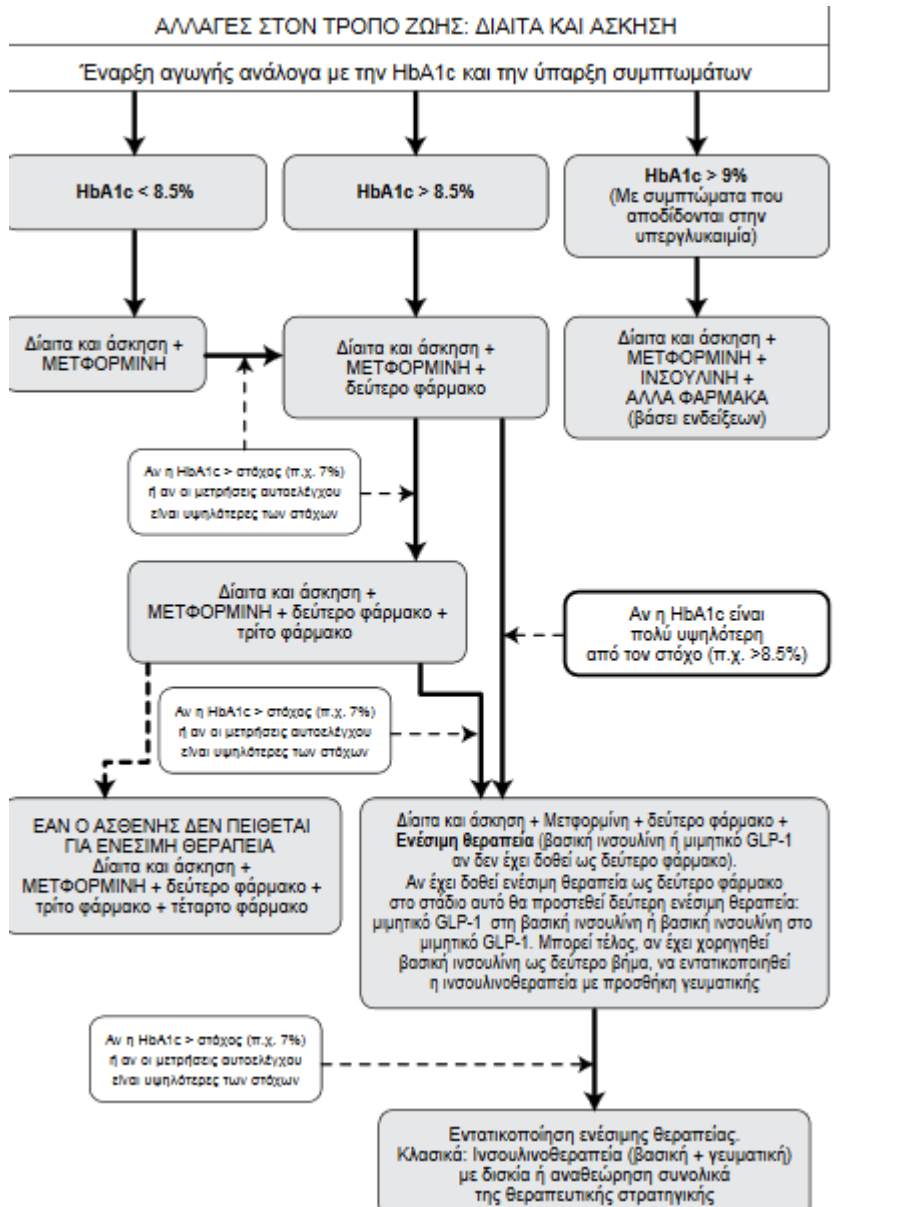 ΑΛΛΑΓΕΣ ΣΤΟΝ ΤΡΟΠΟ ΖΩΗΣ: ΔΙΑΙΤΑ ΚΑΙ ΑΣΚΗΣΗ
Έναρξη αγωγής ανάλογα με την HbA1c και την ύπαρξη συμπτωμάτων
HbA1c < 8.5%
HbA1c > 8.5%
HbA1c > 9%
(Με συμπτώματα που
αποδίδονται στην
υπεργλυκαιμία)
Δίαιτα και άσκηση +
ΜΕΤΦΟΡΜΙΝΗ
Δίαιτα και άσκηση +
ΜΕΤΦΟΡΜΙΝΗ +
δεύτερο φάρμακο
Δίαιτα και άσκηση +
ΜΕΤΦΟΡΜΙΝΗ +
ΙΝΣΟΥΛΙΝΗ +
ΑΛΛΑ ΦΑΡΜΑΚΑ
(βάσει ενδείξεων)
Αν η HbA1c > στόχος (π.χ. 7%)
ή αν οι μετρήσεις αυτοελέγχου
είναι υψηλότερες των στόχων
Δίαιτα και άσκηση +
ΜΕΤΦΟΡΜΙΝΗ + δεύτερο φάρμακο +
τρίτο φάρμακο
Αν η HbA1c είναι
πολύ υψηλότερη
από τον στόχο (π.χ. >8.5%)
Αν η HbA1c > στόχος (π.χ. 7%)
ή αν οι μετρήσεις αυτοελέγχου
είναι υψηλότερες των στόχων
ΕΑΝ Ο ΑΣΘΕΝΗΣ ΔΕΝ ΠΕΙΘΕΤΑΙ
ΓΙΑ ΕΝΕΣΙΜΗ ΘΕΡΑΠΕΙΑ
Δίαιτα και άσκηση +
ΜΕΤΦΟΡΜΙΝΗ + δεύτερο φάρμακο +
τρίτο φάρμακο + τέταρτο φάρμακο
Δίαιτα και άσκηση + Μετφορμίνη + δεύτερο φάρμακο +
Ενέσιμη θεραπεία (βασική ινσουλίνη ή μιμητικό GLP-1
αν δεν έχει δοθεί ως δεύτερο φάρμακο).
Αν έχει δοθεί ενέσιμη θεραπεία ως δεύτερο φάρμακο
στο στάδιο αυτό θα προστεθεί δεύτερη ενέσιμη θεραπεία:
μιμητικό GLP-1 στη βασική ινσουλίνη ή βασική ινσουλίνη στο
μιμητικό GLP-1. Μπορεί τέλος, αν έχει χορηγηθεί
βασική ινσουλίνη ως δεύτερο βήμα, να εντατικοποιηθεί
η ινσουλινοθεραπεία με προσθήκη γευματικής
Αν η HbA1c > στόχος (π.χ. 7%)
ή αν οι μετρήσεις αυτοελέγχου
είναι υψηλότερες των στόχων
Εντατικοποίηση ενέσιμης θεραπείας.
Κλασικά: Ινσουλινοθεραπεία (βασική + γευματική)
με δισκία ή αναθεώρηση συνολικά
της θεραπευτικής στρατηγικής